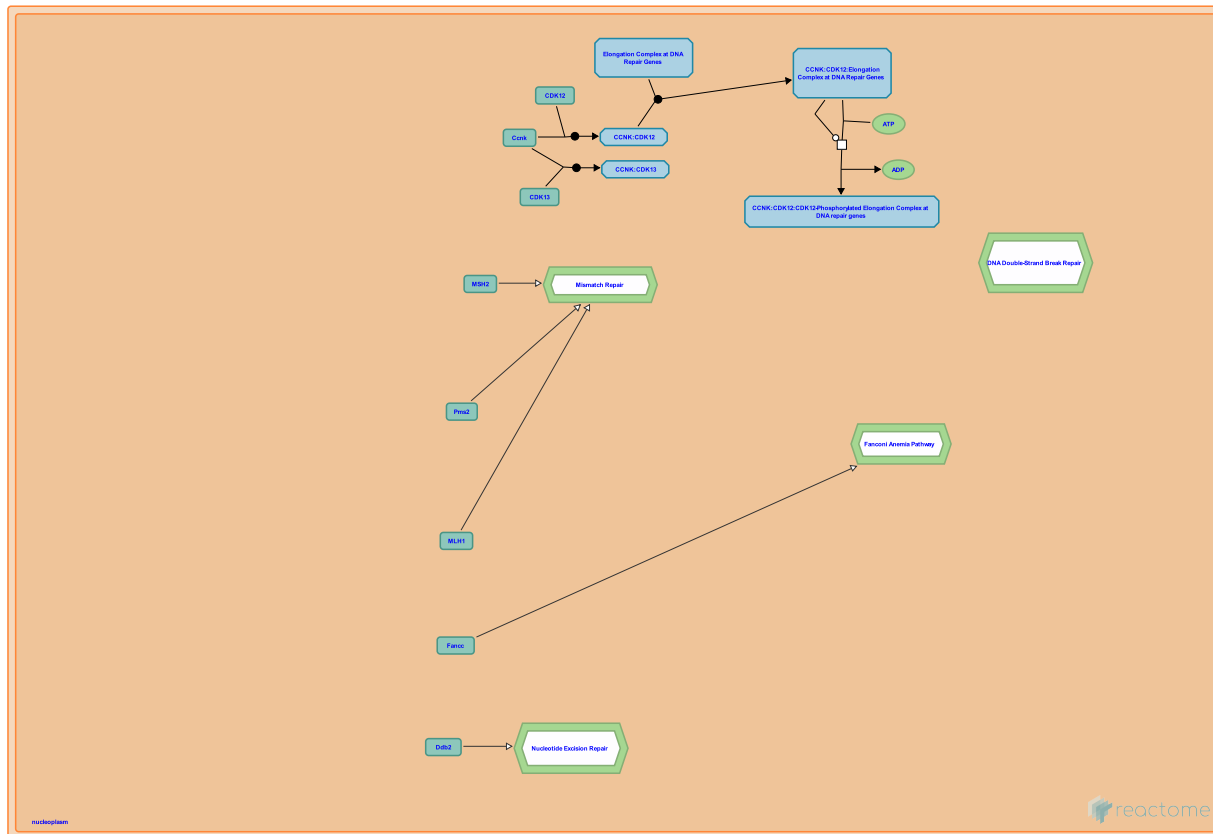 Elongation Complex at DNA
Repair Genes
CCNK:CDK12:Elongation
Complex at DNA Repair Genes
CDK12
ATP
Ccnk
CCNK:CDK12
CCNK:CDK13
ADP
CDK13
CCNK:CDK12:CDK12-Phosphorylated Elongation Complex at
DNA repair genes
DNA Double-Strand Break Repair
MSH2
Mismatch Repair
Pms2
Fanconi Anemia Pathway
MLH1
Fancc
Ddb2
Nucleotide Excision Repair
reactome
nucleoplasm